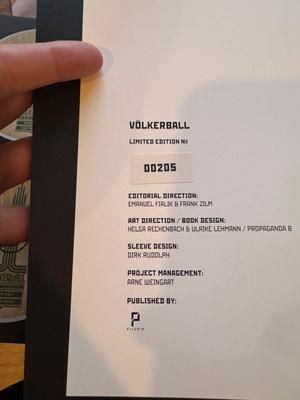 VÖLKERBALL
LIMITED EDITION Nº
00205
EDITORIAL DIRECTION:
EMANUEL FIALIK & FRANK ZILM
ART DIRECTION / BOOK DESIGN:
HELGA RECHENBACH & ULRIKE LEHMANN / PROPAGANDA B
SLEEVE DESIGN:
DIRK RUDOLPH
PROJECT MANAGEMENT:
ARNE WEINGART
PUBLISHED BY:
PILGRIM
KERBALL